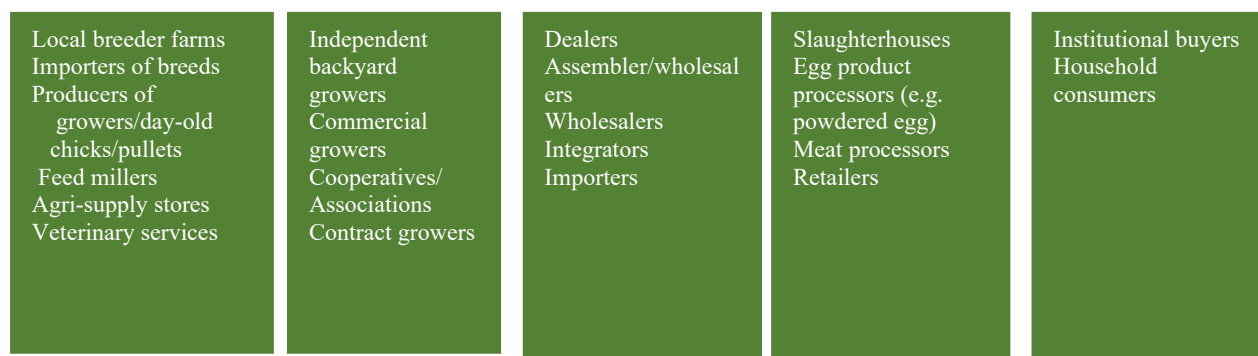 Local breeder farms
Importers of breeds
Producers of
growers/day-old
chicks/pullets
Feed millers
Agri-supply stores
Veterinary services
Independent
backyard
growers
Commercial
growers
Cooperatives/
Associations
Contract growers
Dealers
Assembler/wholesal
ers
Wholesalers
Integrators
Importers
Slaughterhouses
Egg product
processors (e.g.
powdered egg)
Meat processors
Retailers
Institutional buyers
Household
consumers